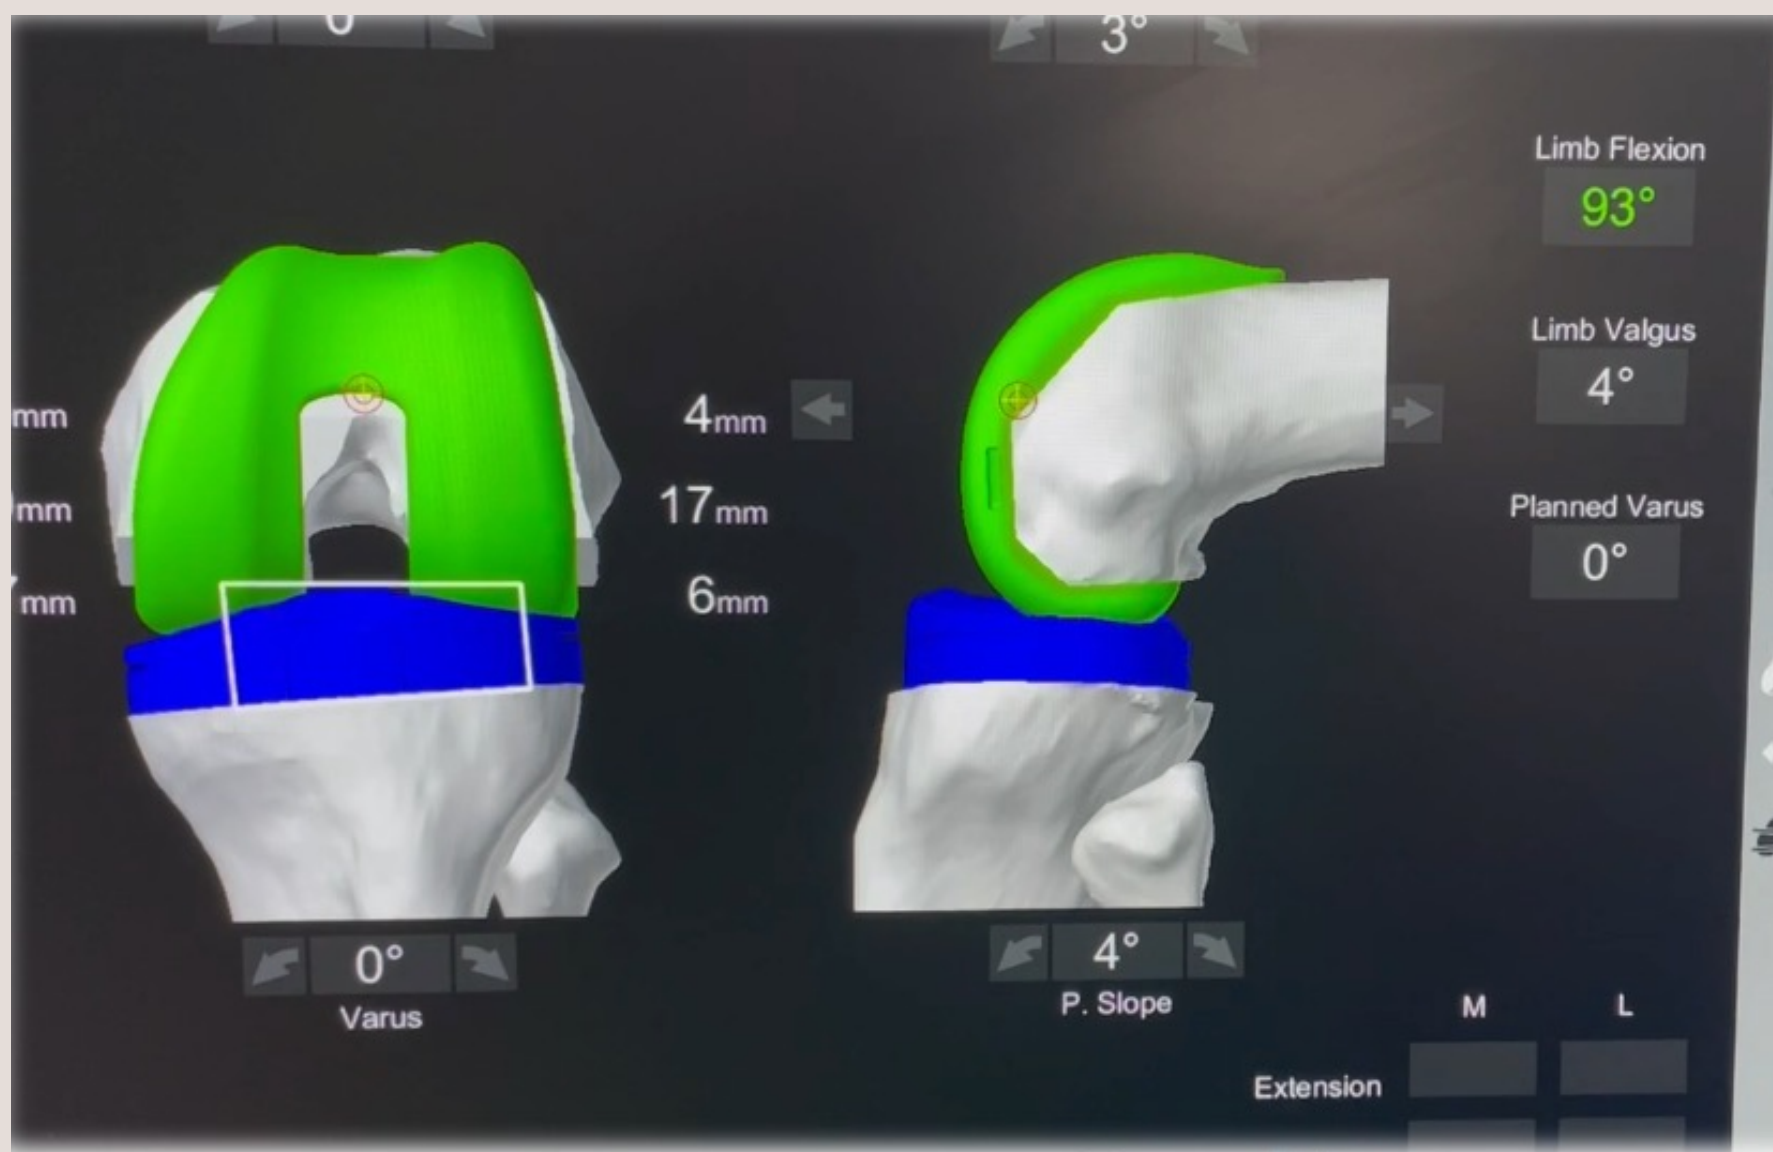 3°
Limb Flexion
93°
Limb Valgus
4°
mm
4mm
mm
17mm
Planned Varus
0°
mm
6mm
0°
4°
Varus
P. Slope
M
L
Extension